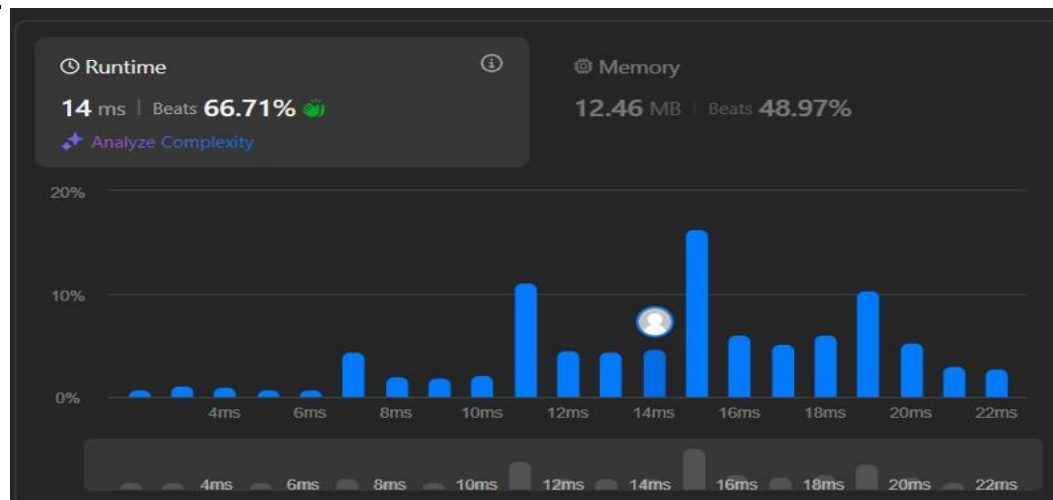 Runtime
14 ms | Beats 66.71%
Analyze Complexity
Memory
12.46 MB | Beats 48.97%
20%
10%
0%
4ms 6ms 8ms 10ms 12ms 14ms 16ms 18ms 20ms 22ms
4ms 6ms 8ms 10ms 12ms 14ms 16ms 18ms 20ms 22ms